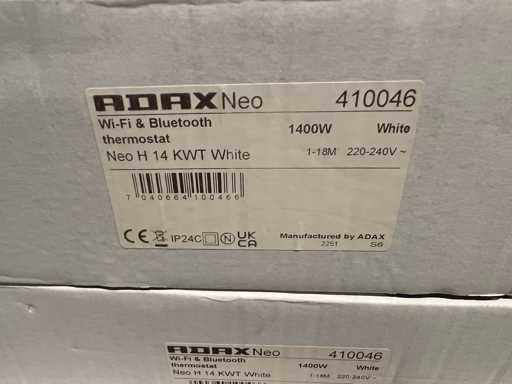 ADAX Neo 410046
Wi-Fi & Bluetooth
thermostat 1400W White
Neo H 14 KWT White 1-18M 220-240V ~
7 040664 100466
CE IP24C N UK
CA
Manufactured by ADAX
2251 S6
ADAX Neo 410046
Wi-Fi & Bluetooth
thermostat 1400W White
Neo H 14 KWT White 1-18M 220-240V ~